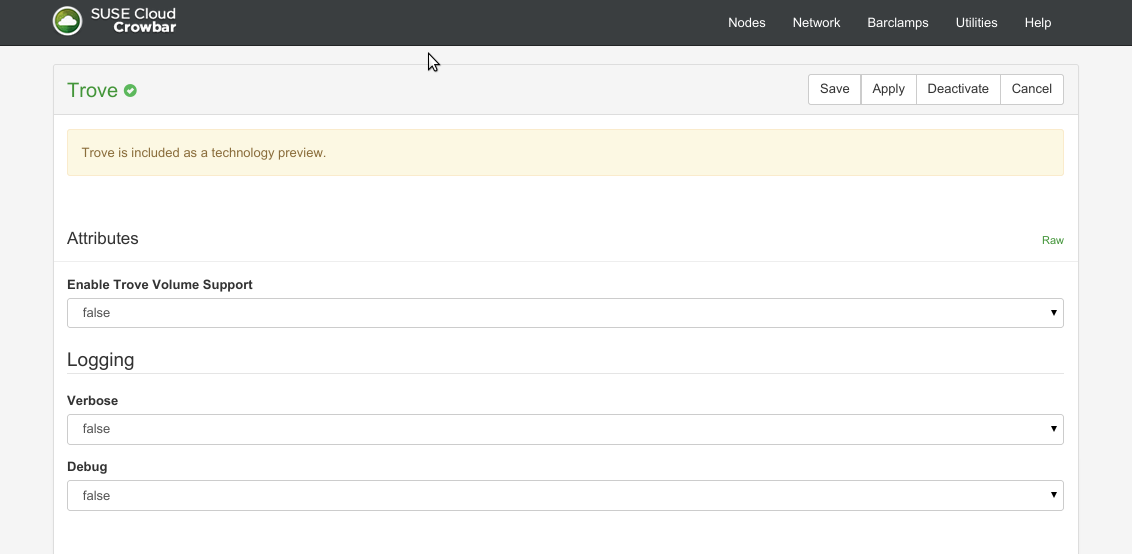 SUSE Cloud
Crowbar
Nodes Network Barclamps Utilities Help
Trove
Save Apply Deactivate Cancel
Trove is included as a technology preview.
Attributes
Raw
Enable Trove Volume Support
false
Logging
Verbose
false
Debug
false